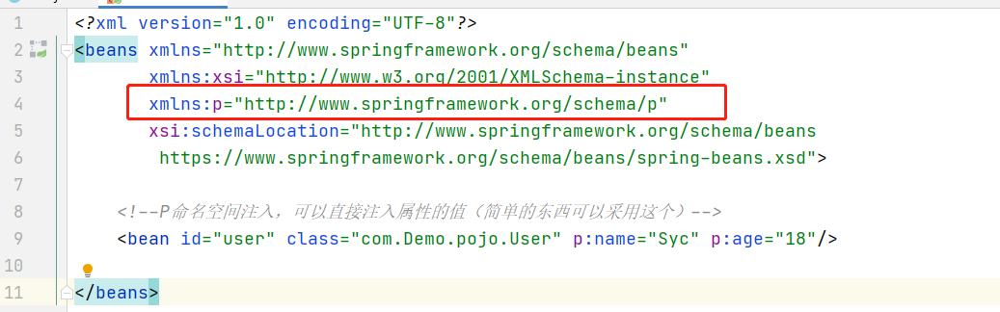 1 <?xml version="1.0" encoding="UTF-8"?>
2 <beans xmlns="http://www.springframework.org/schema/beans"
3 xmlns:xsi="http://www.w3.org/2001/XMLSchema-instance"
4 xmlns:p="http://www.springframework.org/schema/p"
5 xsi:schemaLocation="http://www.springframework.org/schema/beans
6 https://www.springframework.org/schema/beans/spring-beans.xsd">
7
8 <!--P命名空间注入，可以直接注入属性的值（简单的东西可以采用这个）-->
9 <bean id="user" class="com.Demo.pojo.User" p:name="Syc" p:age="18"/>
10
11 </beans>